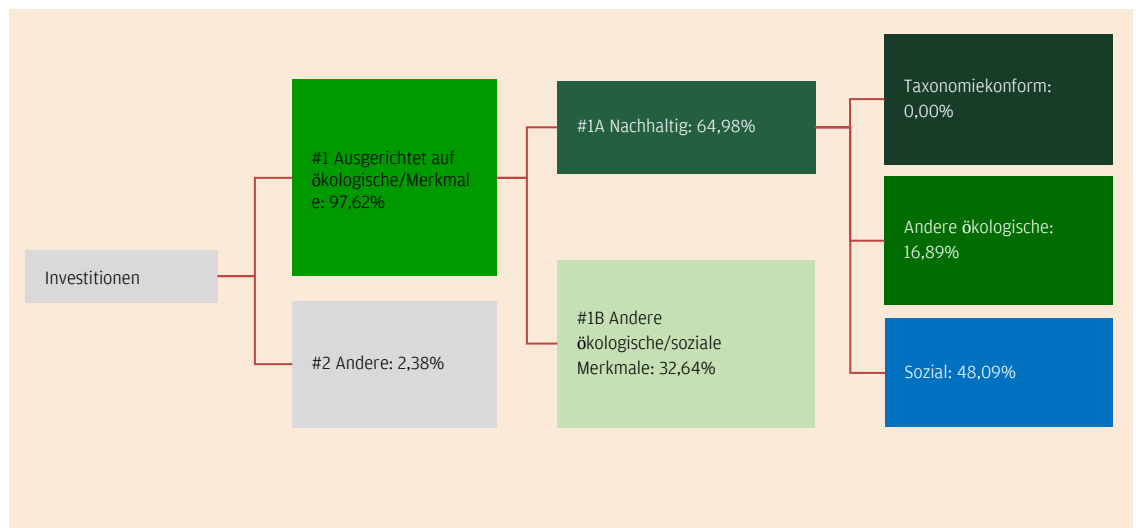 Investitionen
#1 Ausgerichtet auf
ökologische/Merkmal
e: 97,62%
#2 Andere: 2,38%
#1A Nachhaltig: 64,98%
#1B Andere
ökologische/soziale
Merkmale: 32,64%
Taxonomiekonform:
0,00%
Andere ökologische:
16,89%
Sozial: 48,09%